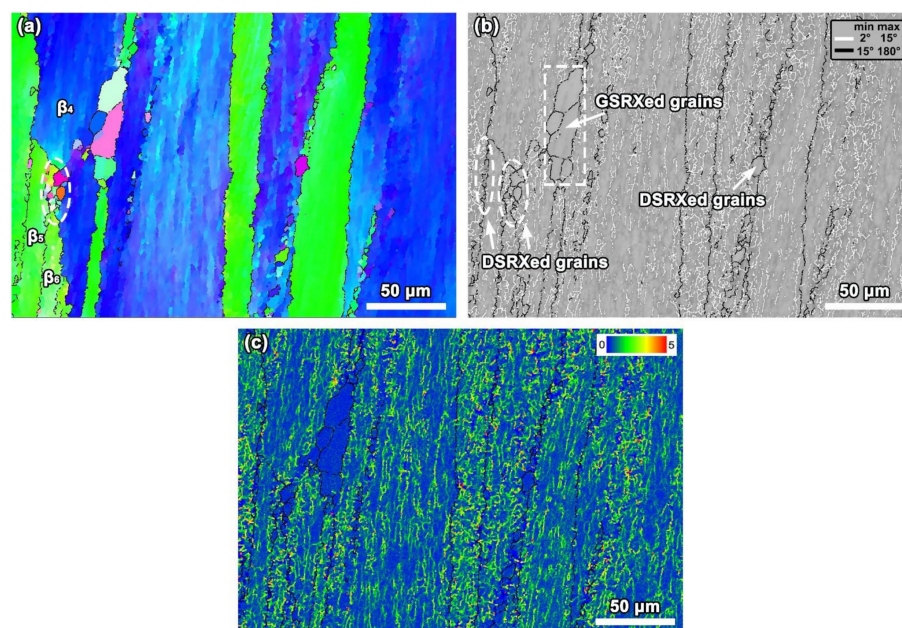 (a)
β4
β5
β6
50 μm
(b)
min max
2° 15°
15° 180°
GSRXed grains
DSRXed grains
DSRXed grains
50 μm
(c)
0 5
50 μm